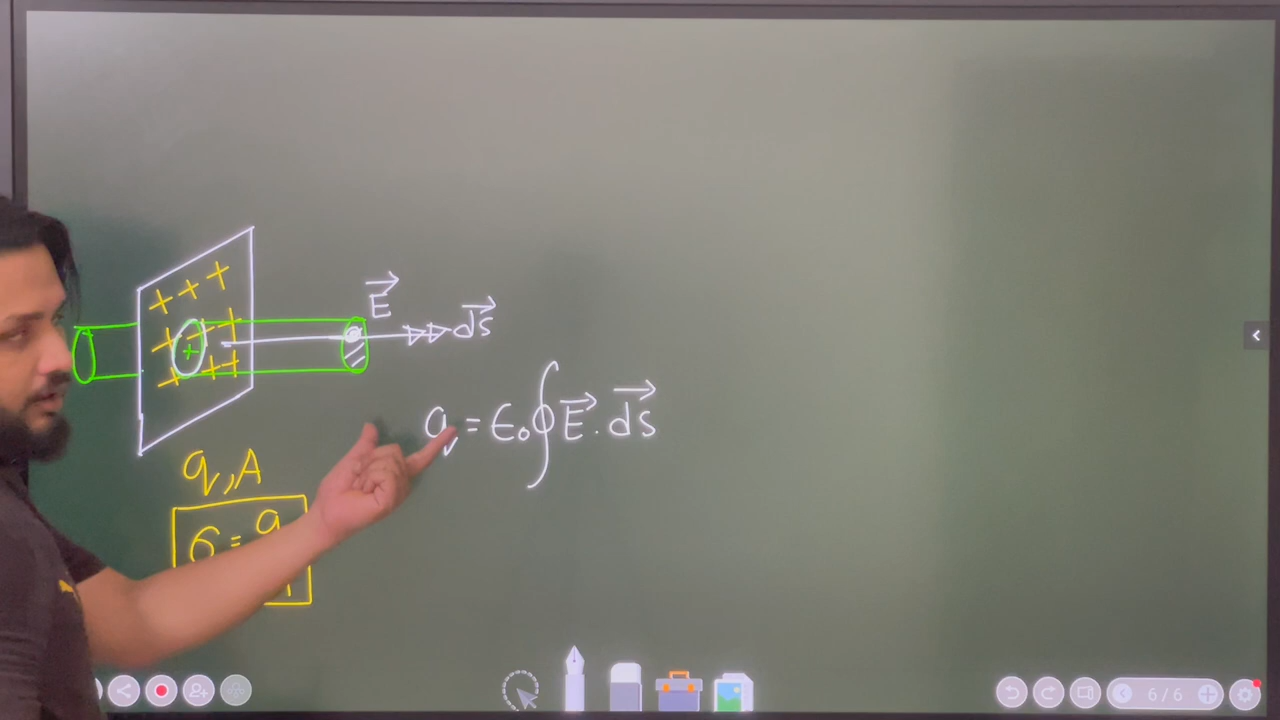 + + +
+ + +
+
+ + +
E⃗
ds⃗
q = ε₀∮E⃗.ds⃗
q, A
σ = q
6/6